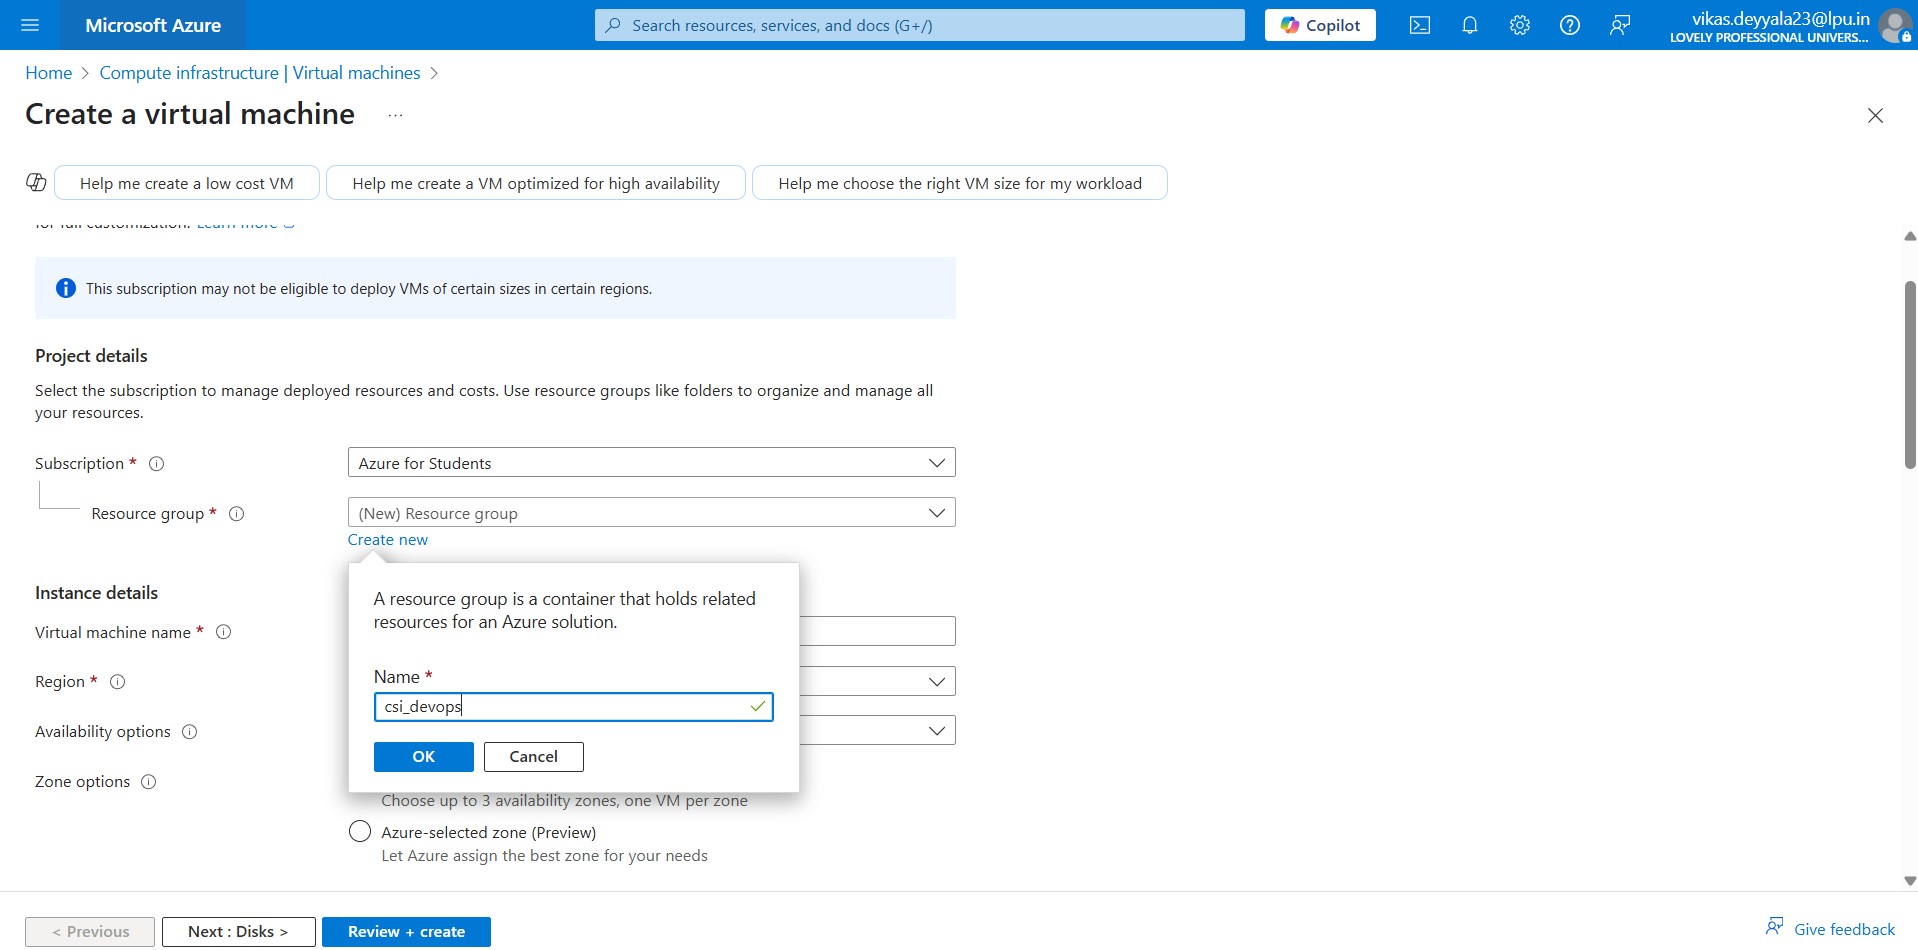 Microsoft Azure
Search resources, services, and docs (G+/)
Copilot
vikas.deyyala23@lpu.in
LOVELY PROFESSIONAL UNIVERS...
Home > Compute infrastructure | Virtual machines >
Create a virtual machine ...
Help me create a low cost VM
Help me create a VM optimized for high availability
Help me choose the right VM size for my workload
for full customization. Learn more
This subscription may not be eligible to deploy VMs of certain sizes in certain regions.
Project details
Select the subscription to manage deployed resources and costs. Use resource groups like folders to organize and manage all
your resources.
Subscription *
Azure for Students
Resource group *
(New) Resource group
Create new
A resource group is a container that holds related
resources for an Azure solution.
Name *
csi_devops
OK
Cancel
Instance details
Virtual machine name *
Region *
Availability options
Zone options
Choose up to 3 availability zones, one VM per zone
Azure-selected zone (Preview)
Let Azure assign the best zone for your needs
< Previous
Next : Disks >
Review + create
Give feedback